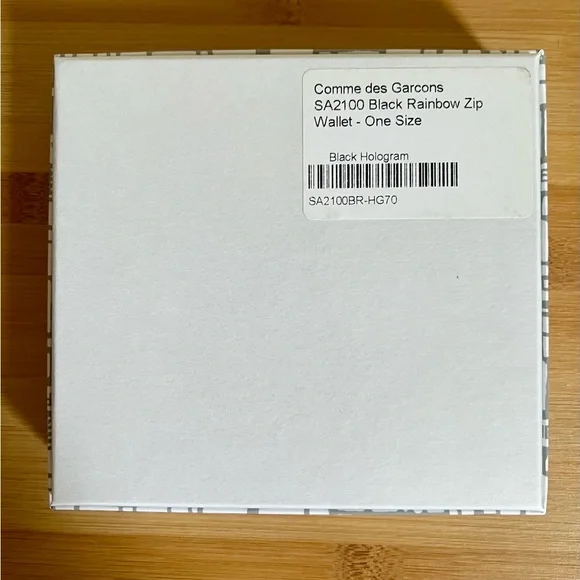 Comme des Garcons
SA2100 Black Rainbow Zip
Wallet - One Size
Black Hologram
SA2100BR-HG70